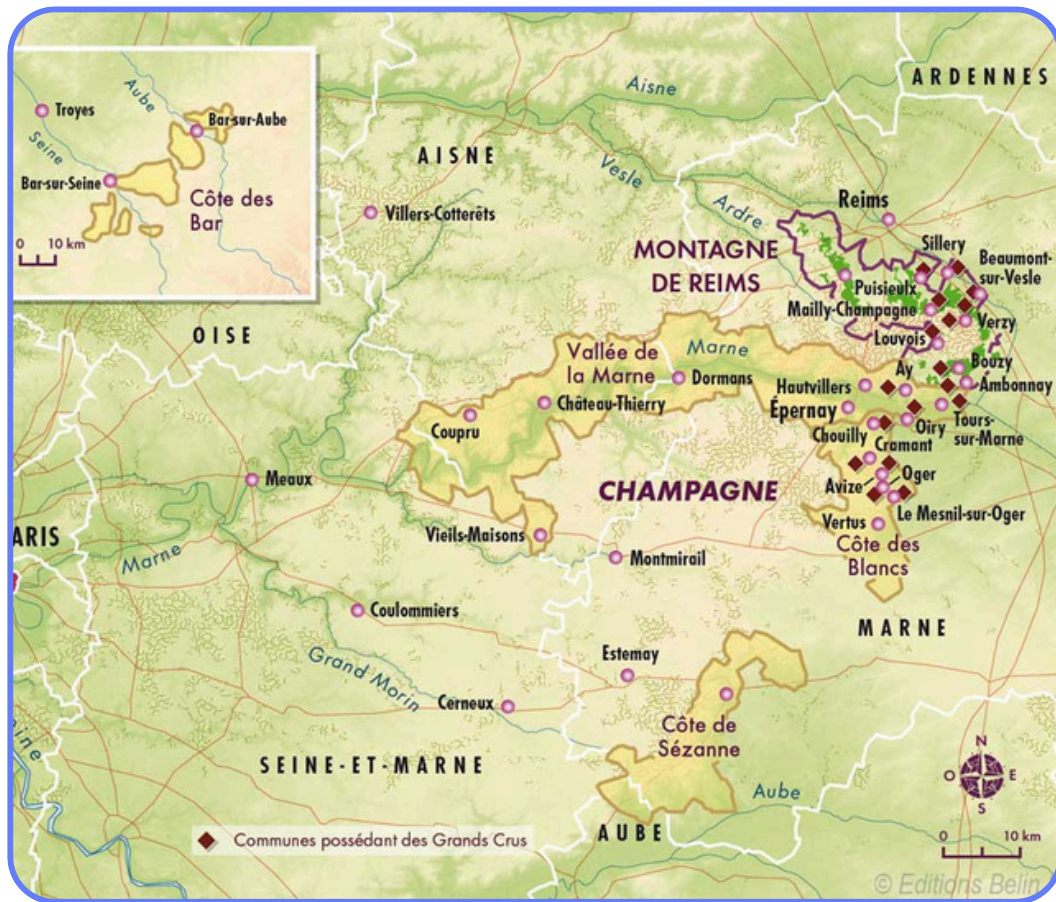 Troyes
Aube
Bar-sur-Aube
Seine
Bar-sur-Seine
Côte des
Bar
0 10 km
ARDENNES
Aisne
AISNE
Vesle
Ardre
Villers-Cotterêts
Reims
MONTAGNE
DE REIMS
Sillery
Beaumont-
sur-Vesle
Puisieulx
Mailly-Champagne
Verzy
Louvois
OISE
Vallée de
la Marne
Marne
Dormans
Ay
Bouzy
Hautvillers
Ambonnay
Château-Thierry
Épernay
Coupru
Chouilly
Oiry
Tours-
sur-Marne
Cramant
Meaux
CHAMPAGNE
Avize
Oger
Le Mesnil-sur-Oger
Vertus
Côte des
Blancs
ARIS
Marne
Vieils-Maisons
Montmirail
Coulommiers
MARNE
Grand Morin
Esternay
Cerneux
Côte de
Sézanne
SEINE-ET-MARNE
ine
Aube
AUBE
N
O E
S
0 10 km
Communes possédant des Grands Crus
© Editions Belin